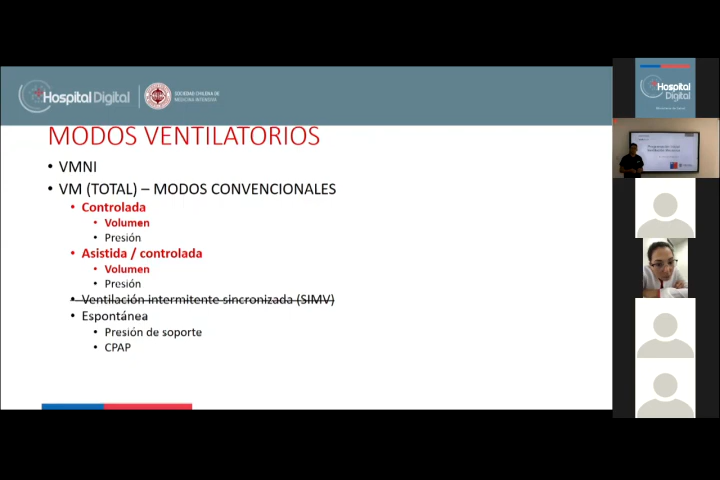 Hospital Digital
SOCIEDAD CHILENA DE
MEDICINA INTENSIVA
MODOS VENTILATORIOS
• VMNI
• VM (TOTAL) – MODOS CONVENCIONALES
• Controlada
• Volumen
• Presión
• Asistida / controlada
• Volumen
• Presión
• Ventilación intermitente sincronizada (SIMV)
• Espontánea
• Presión de soporte
• CPAP
Hospital
Digital